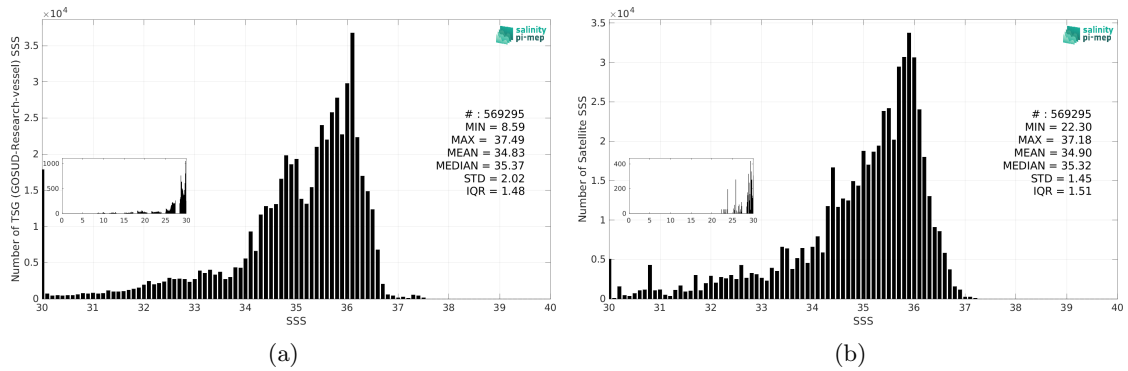 ×10⁴
3.5
3
2.5
2
1.5
1
0.5
0
Number of TSG (GOSUD-Research-vessel) SSS
salinity
pi-mep
# : 569295
MIN = 8.59
MAX = 37.49
MEAN = 34.83
MEDIAN = 35.37
STD = 2.02
IQR = 1.48
1000
500
0
0 5 10 15 20 25 30
30 31 32 33 34 35 36 37 38 39 40
SSS
(a)
×10⁴
3.5
3
2.5
2
1.5
1
0.5
0
Number of Satellite SSS
salinity
pi-mep
# : 569295
MIN = 22.30
MAX = 37.18
MEAN = 34.90
MEDIAN = 35.32
STD = 1.45
IQR = 1.51
400
200
0
0 5 10 15 20 25 30
30 31 32 33 34 35 36 37 38 39 40
SSS
(b)